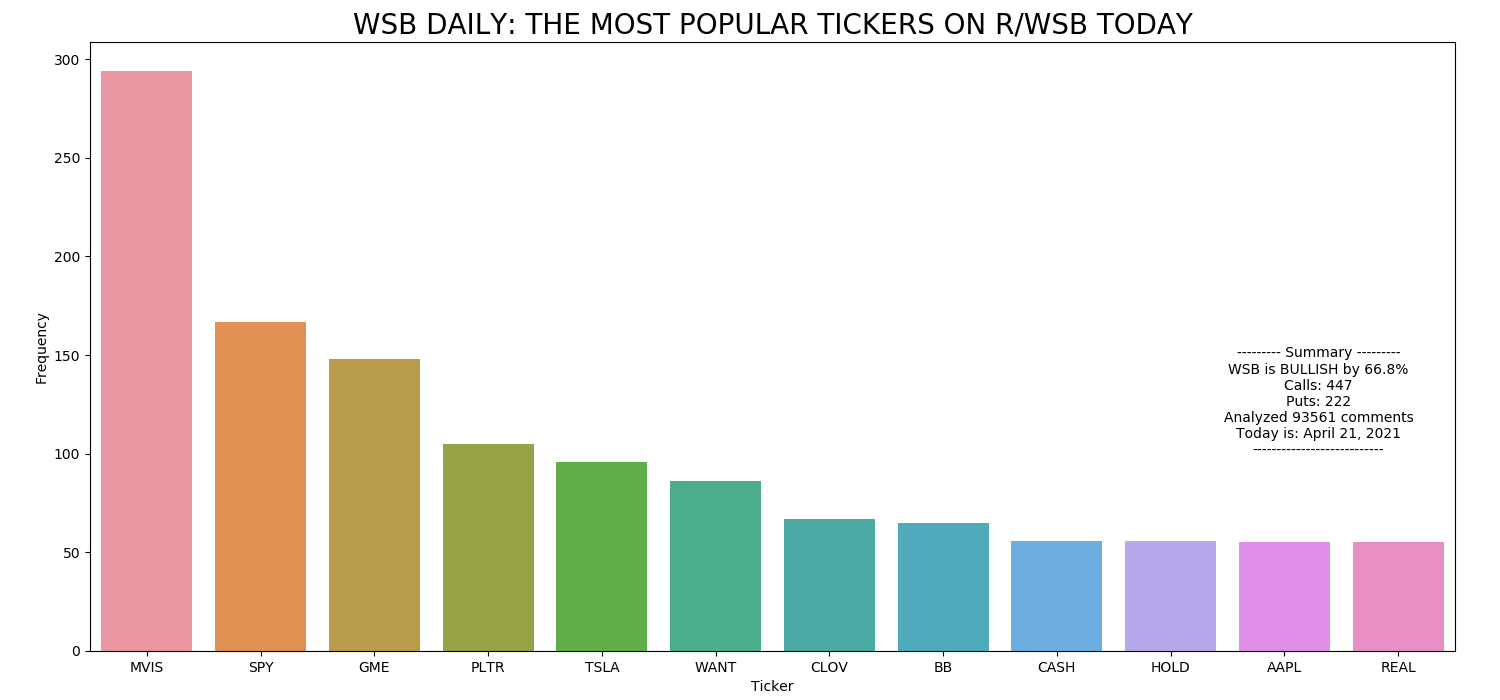 WSB DAILY: THE MOST POPULAR TICKERS ON R/WSB TODAY
300
250
200
150
100
50
0
Frequency
--------- Summary ---------
WSB is BULLISH by 66.8%
Calls: 447
Puts: 222
Analyzed 93561 comments
Today is: April 21, 2021
---------------------------
MVIS SPY GME PLTR TSLA WANT CLOV BB CASH HOLD AAPL REAL
Ticker